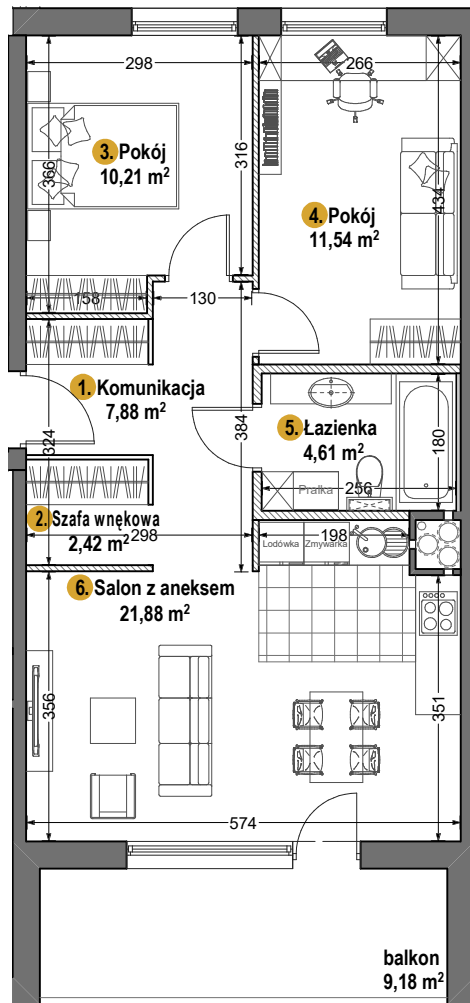 298
266
3. Pokój
10,21 m²
366
316
4. Pokój
11,54 m²
434
158
130
1. Komunikacja
7,88 m²
324
384
5. Łazienka
4,61 m²
180
Pralka
256
2. Szafa wnękowa
2,42 m²
298
Lodówka
Zmywarka
198
6. Salon z aneksem
21,88 m²
356
351
574
balkon
9,18 m²